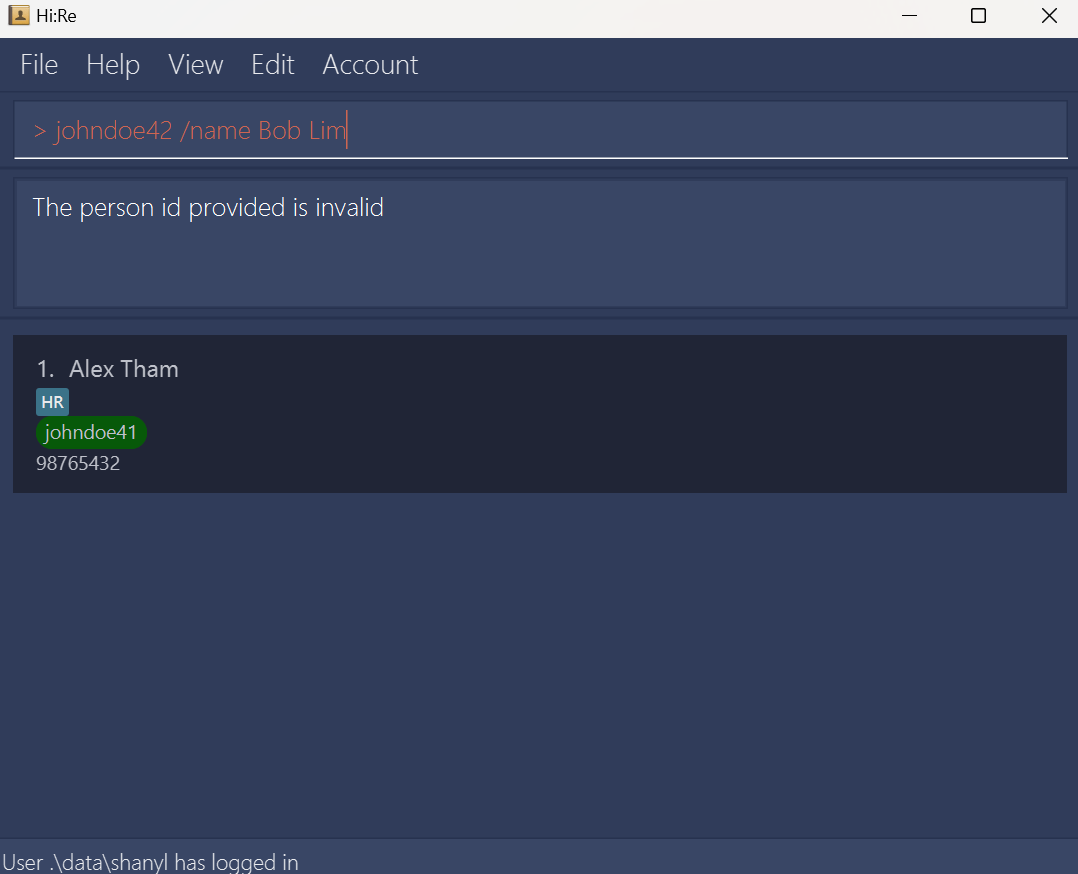 Hi:Re
File Help View Edit Account
> johndoe42 /name Bob Lim
The person id provided is invalid
1. Alex Tham
HR
johndoe41
98765432
User .\data\shanyl has logged in